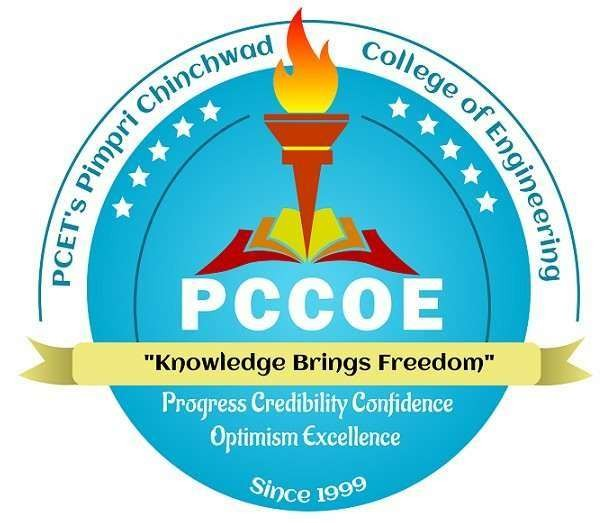 PCET's Pimpri Chinchwad College of Engineering
PCCOE
"Knowledge Brings Freedom"
Progress Credibility Confidence
Optimism Excellence
Since 1999